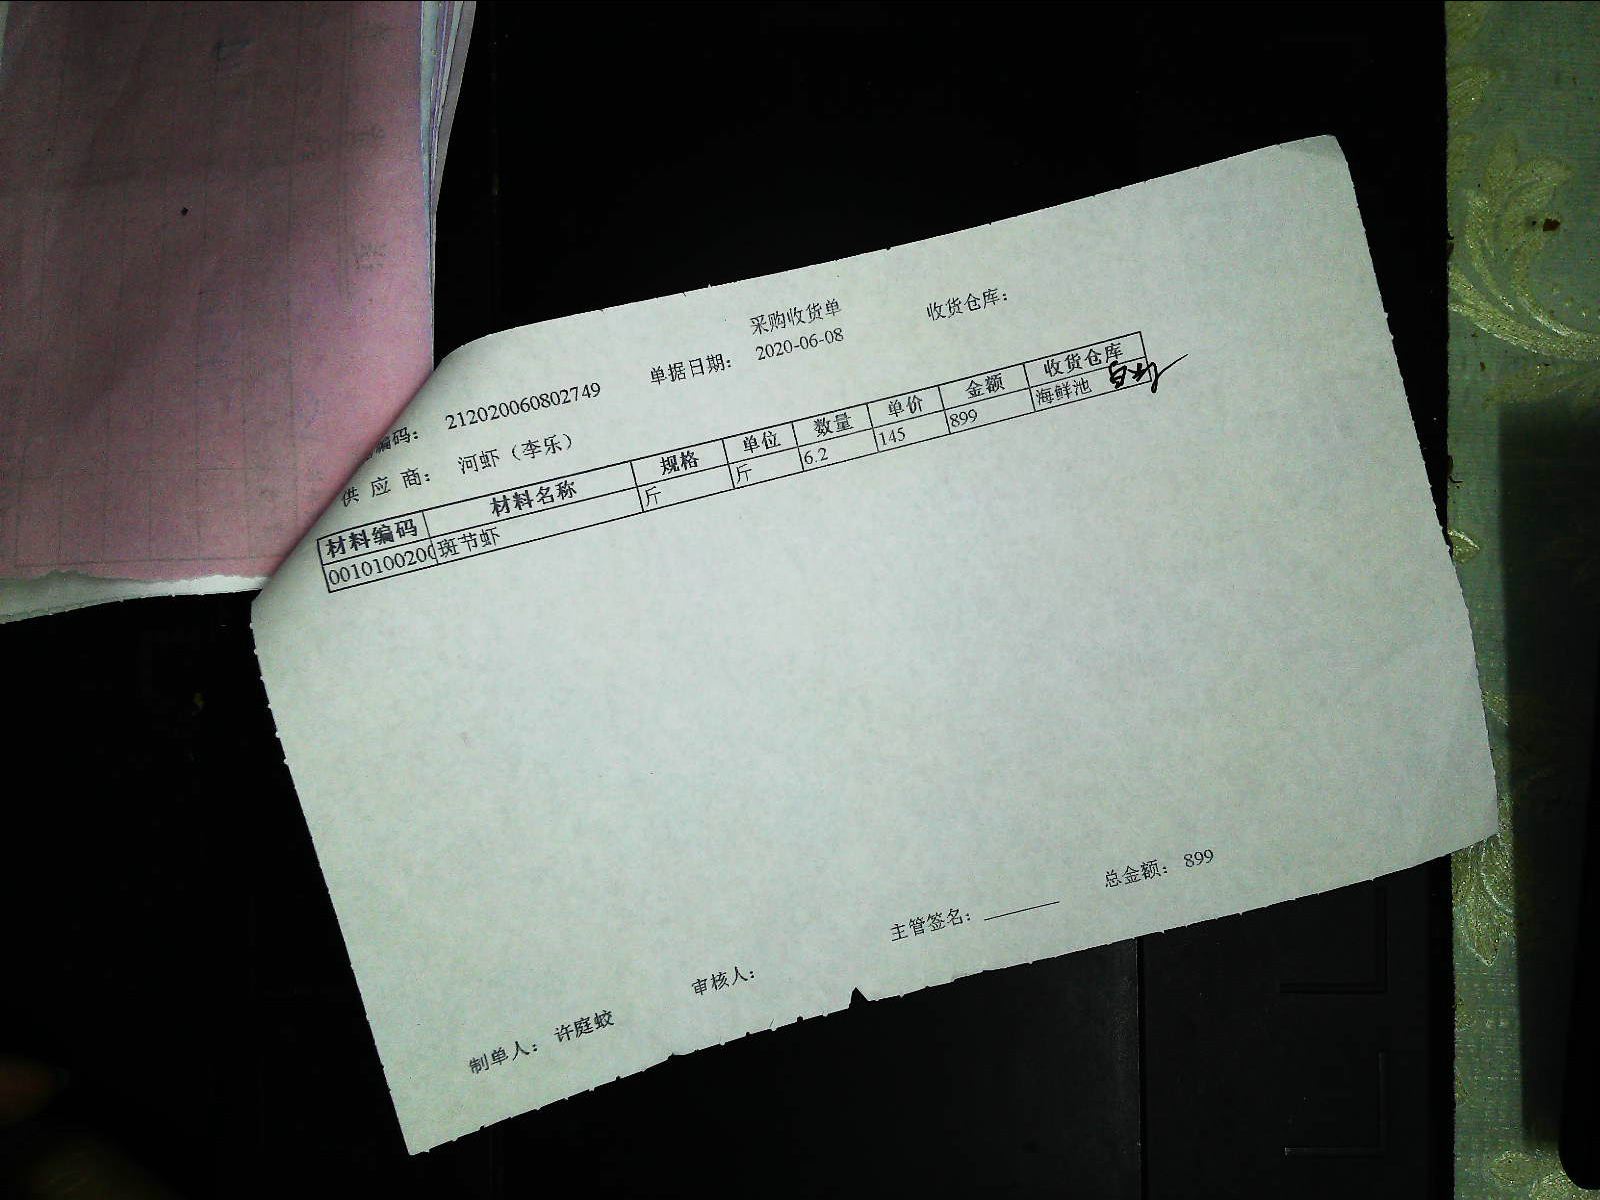 采购收货单
编码： 212020060802749 单据日期： 2020-06-08 收货仓库：
供 应 商： 河虾（李乐）
材料编码 材料名称 规格 单位 数量 单价 金额 收货仓库
0010100200 斑节虾 斤 斤 6.2 145 899 海鲜池
总金额： 899
制单人： 许庭蛟 审核人： 主管签名：